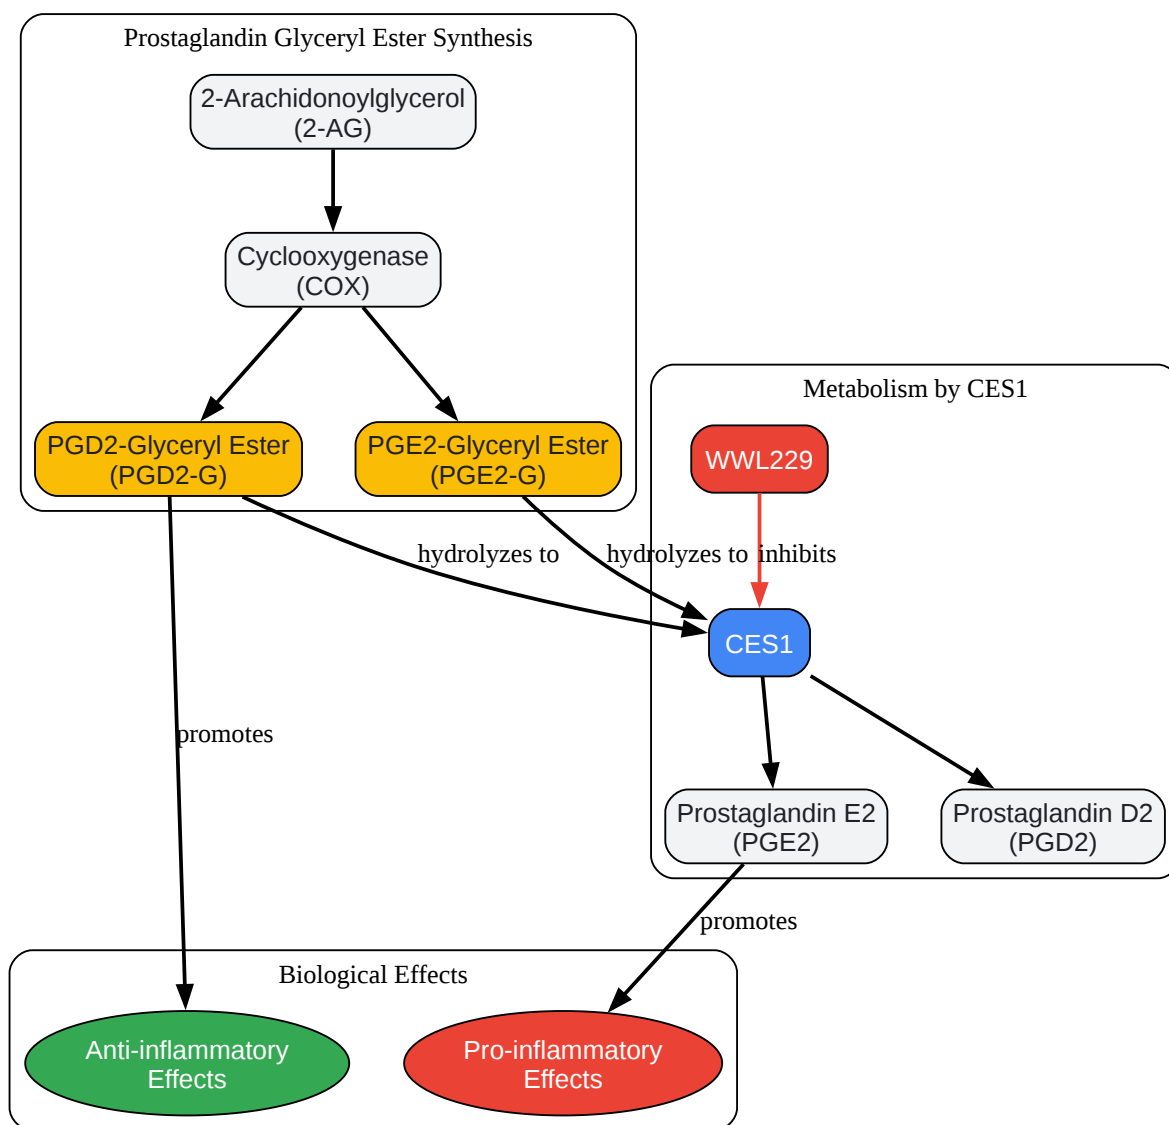 Prostaglandin Glyceryl Ester Synthesis
2-Arachidonoylglycerol
(2-AG)
Cyclooxygenase
(COX)
Metabolism by CES1
PGD2-Glyceryl Ester
(PGD2-G)
PGE2-Glyceryl Ester
(PGE2-G)
WWL229
hydrolyzes to
hydrolyzes to
inhibits
CES1
promotes
Prostaglandin E2
(PGE2)
Prostaglandin D2
(PGD2)
promotes
Biological Effects
Anti-inflammatory
Effects
Pro-inflammatory
Effects